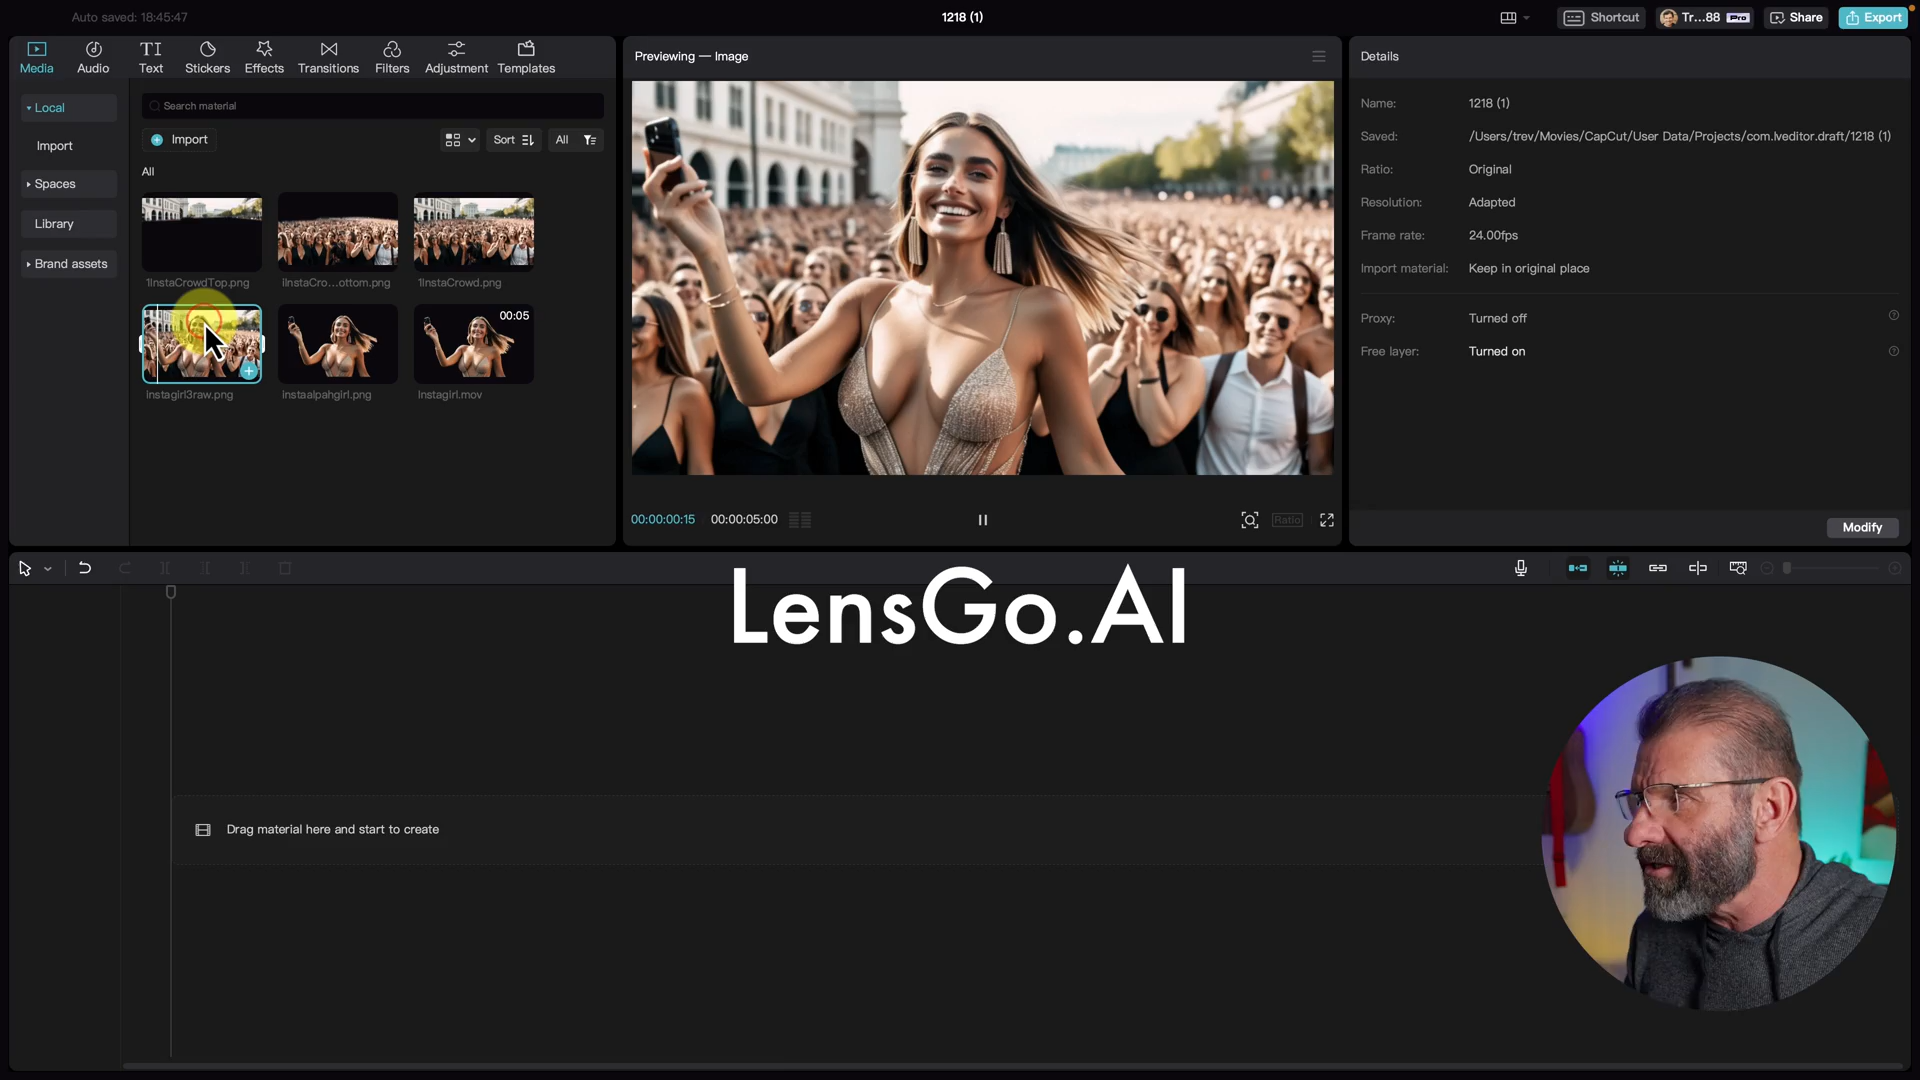 Auto saved: 18:45:47
1218 (1)
Shortcut
Tr...88
Pro
Share
Export
Media
Audio
TI
Text
Stickers
Effects
Transitions
Filters
Adjustment
Templates
Local
Import
Spaces
Library
Brand assets
Search material
Import
Sort
All
All
1InstaCrowdTop.png
iInstaCro...ottom.png
1InstaCrowd.png
00:05
instagirl3raw.png
instaalpahgirl.png
Instagirl.mov
Previewing — Image
00:00:00:15
00:00:05:00
Ratio
Details
Name:
1218 (1)
Saved:
/Users/trev/Movies/CapCut/User Data/Projects/com.lveditor.draft/1218 (1)
Ratio:
Original
Resolution:
Adapted
Frame rate:
24.00fps
Import material:
Keep in original place
Proxy:
Turned off
Free layer:
Turned on
Modify
LensGo.AI
Drag material here and start to create